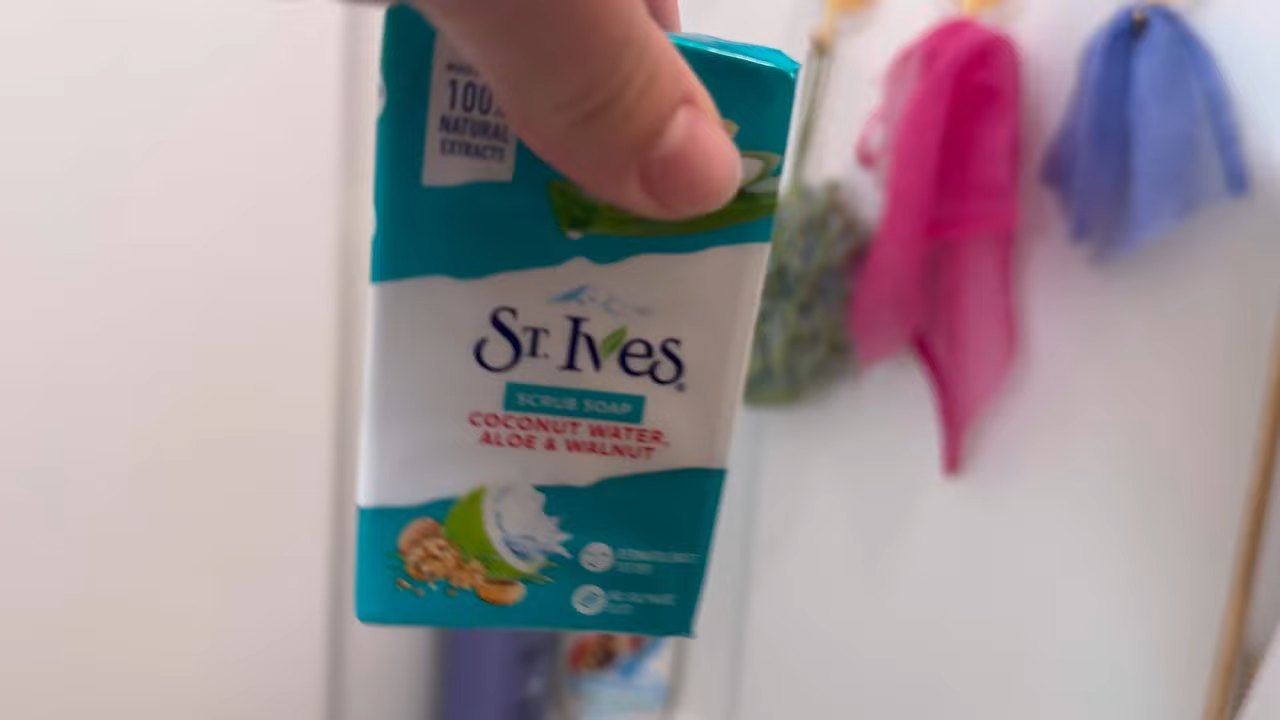 100%
NATURAL
EXTRACTS
ST. IVES
SCRUB SOAP
COCONUT WATER,
ALOE & WALNUT